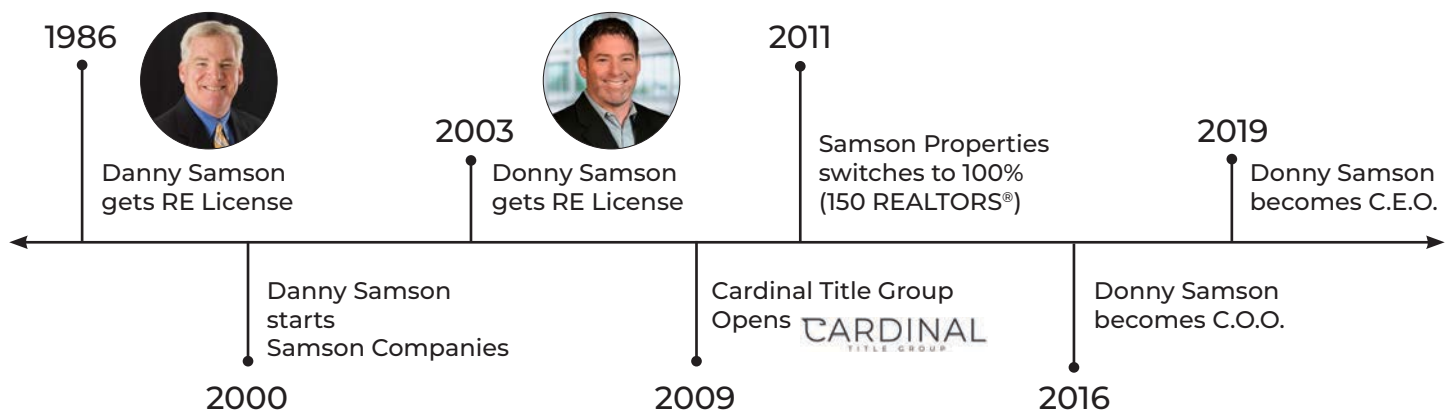 1986
Danny Samson
gets RE License
2000
Danny Samson
starts
Samson Companies
2003
Donny Samson
gets RE License
2009
Cardinal Title Group
Opens
CARDINAL
TITLE GROUP
2011
Samson Properties
switches to 100%
(150 REALTORS®)
2016
Donny Samson
becomes C.O.O.
2019
Donny Samson
becomes C.E.O.